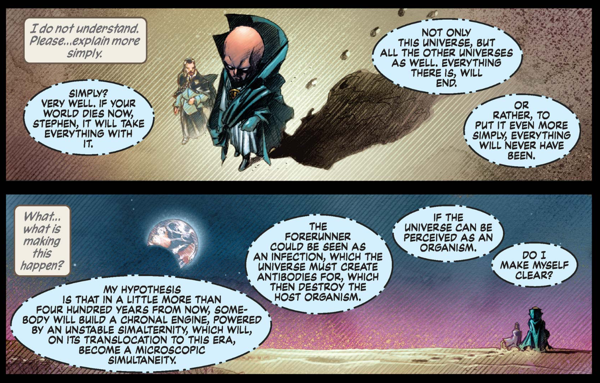 I do not understand.
Please...explain more
simply.
SIMPLY?
VERY WELL. IF YOUR
WORLD DIES NOW,
STEPHEN, IT WILL TAKE
EVERYTHING WITH
IT.
NOT ONLY
THIS UNIVERSE, BUT
ALL THE OTHER UNIVERSES
AS WELL. EVERYTHING
THERE IS, WILL
END.
OR
RATHER, TO
PUT IT EVEN MORE
SIMPLY, EVERYTHING
WILL NEVER HAVE
BEEN.
What...
what is
making
this
happen?
MY HYPOTHESIS
IS THAT IN A LITTLE MORE THAN
FOUR HUNDRED YEARS FROM NOW, SOME-
BODY WILL BUILD A CHRONAL ENGINE, POWERED
BY AN UNSTABLE SIMALTERNITY, WHICH WILL,
ON ITS TRANSLOCATION TO THIS ERA,
BECOME A MICROSCOPIC
SIMULTANEITY.
THE
FORERUNNER
COULD BE SEEN AS
AN INFECTION, WHICH THE
UNIVERSE MUST CREATE
ANTIBODIES FOR, WHICH
THEN DESTROY THE
HOST ORGANISM.
IF THE
UNIVERSE CAN BE
PERCEIVED AS AN
ORGANISM.
DO I
MAKE MYSELF
CLEAR?